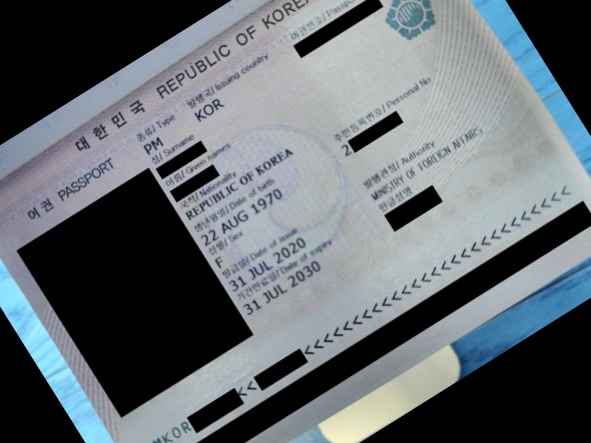 대한민국 REPUBLIC OF KOREA
여권 PASSPORT
종류/ Type 발행국/ Issuing country 여권번호/ Passport
PM KOR
성/ Surname
이름/ Given names
국적/ Nationality
REPUBLIC OF KOREA
생년월일/ Date of birth 주민등록번호/ Personal No
22 AUG 1970 2
성별/ Sex 발행관청/ Authority
F MINISTRY OF FOREIGN AFFAIRS
발급일/ Date of issue 한글성명
31 JUL 2020
기간만료일/ Date of expiry
31 JUL 2030
KOR <<<<<<<<<<<<<<<<<<<<<<<<<<<<